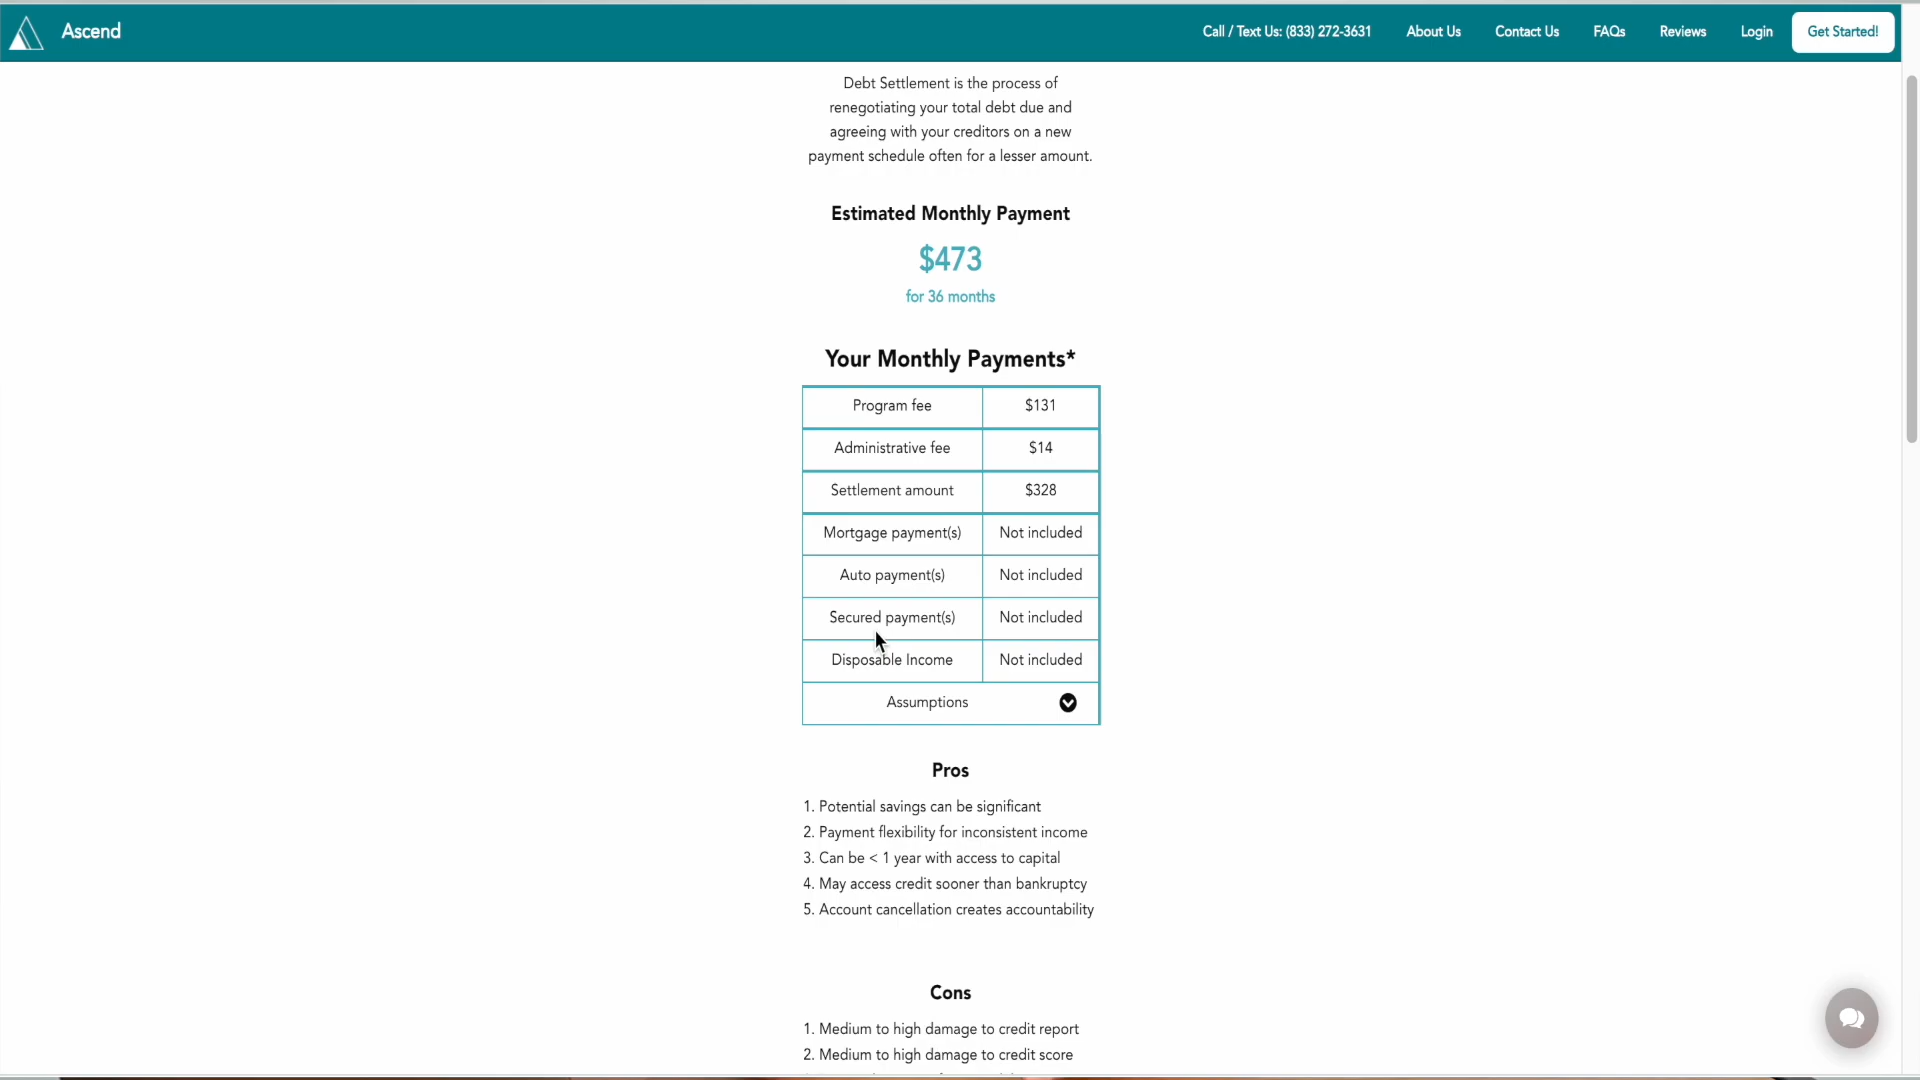 Ascend
Call / Text Us: (833) 272-3631
About Us
Contact Us
FAQs
Reviews
Login
Get Started!
Debt Settlement is the process of
renegotiating your total debt due and
agreeing with your creditors on a new
payment schedule often for a lesser amount.
Estimated Monthly Payment
$473
for 36 months
Your Monthly Payments*
Program fee $131
Administrative fee $14
Settlement amount $328
Mortgage payment(s) Not included
Auto payment(s) Not included
Secured payment(s) Not included
Disposable Income Not included
Assumptions
Pros
1. Potential savings can be significant
2. Payment flexibility for inconsistent income
3. Can be < 1 year with access to capital
4. May access credit sooner than bankruptcy
5. Account cancellation creates accountability
Cons
1. Medium to high damage to credit report
2. Medium to high damage to credit score